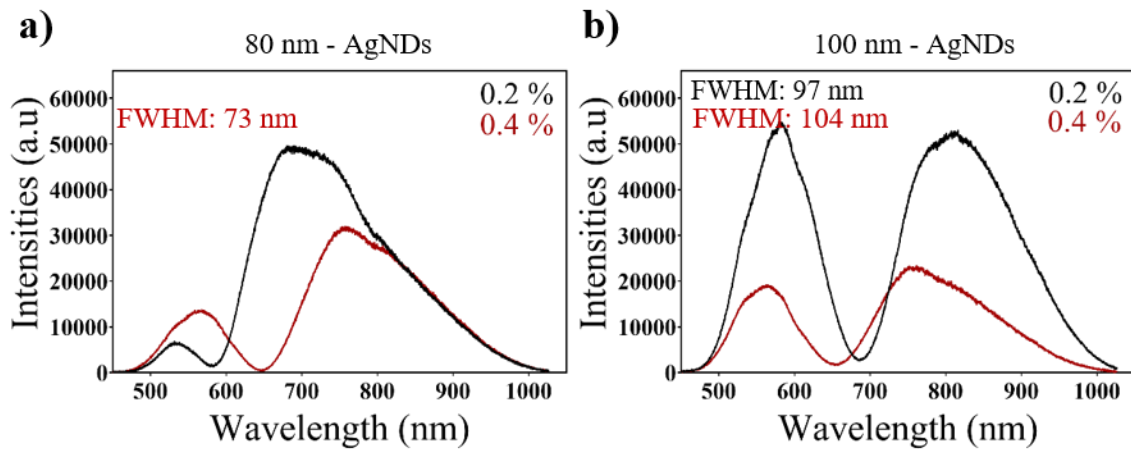 a)
80 nm - AgNDs
0.2 %
0.4 %
FWHM: 73 nm
Intensities (a.u)
60000
50000
40000
30000
20000
10000
0
500 600 700 800 900 1000
Wavelength (nm)
b)
100 nm - AgNDs
FWHM: 97 nm
FWHM: 104 nm
0.2 %
0.4 %
Intensities (a.u)
60000
50000
40000
30000
20000
10000
0
500 600 700 800 900 1000
Wavelength (nm)